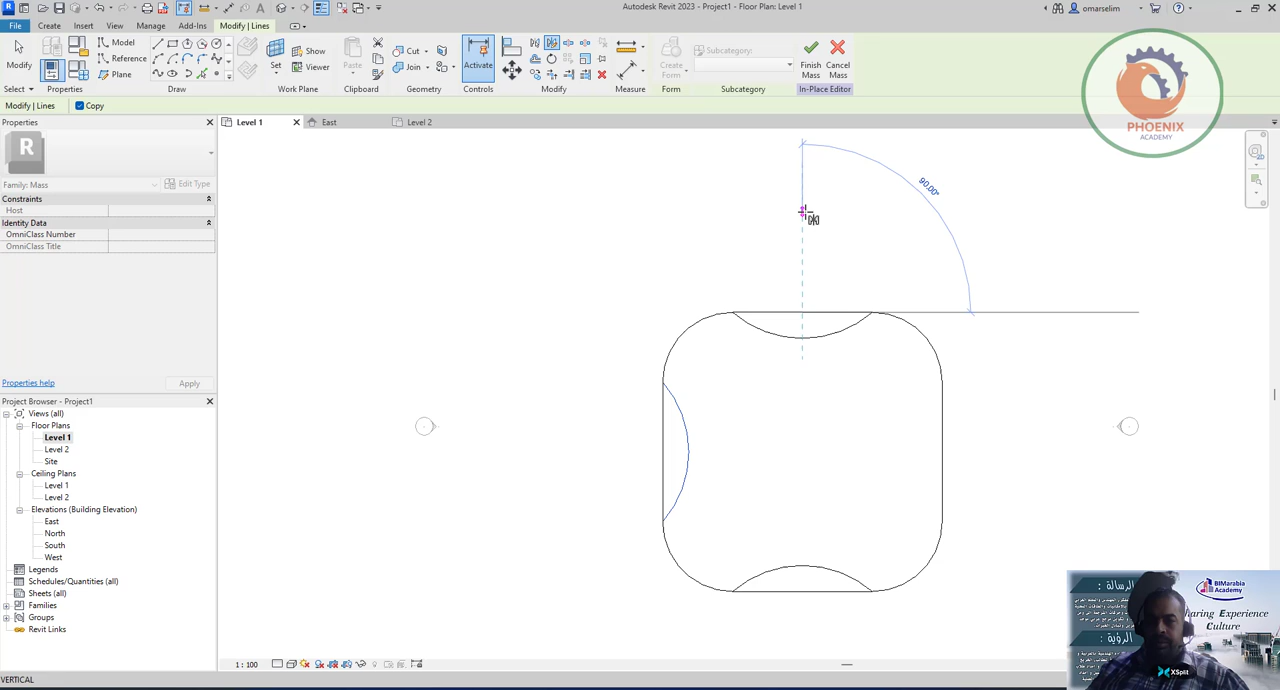 Autodesk Revit 2023 - Project1 - Floor Plan: Level 1
omarselim
File
Create
Insert
View
Manage
Add-Ins
Modify | Lines
Modify
Model
Reference
Plane
Set
Show
Viewer
Paste
Cut
Join
Activate
Create
Form
Subcategory:
Finish
Mass
Cancel
Mass
Select
Properties
Draw
Work Plane
Clipboard
Geometry
Controls
Modify
Measure
Form
Subcategory
In-Place Editor
Modify | Lines
Copy
PHOENIX
ACADEMY
Properties
Level 1
East
Level 2
R
Family: Mass
Edit Type
Constraints
Host
Identity Data
OmniClass Number
OmniClass Title
90.00°
Properties help
Apply
Project Browser - Project1
Views (all)
Floor Plans
Level 1
Level 2
Site
Ceiling Plans
Level 1
Level 2
Elevations (Building Elevation)
East
North
South
West
Legends
Schedules/Quantities (all)
Sheets (all)
Families
Groups
Revit Links
1 : 100
VERTICAL
الرسالة :
BIMarabia
Academy
haring Experience
Culture
الرؤية :
XSplit